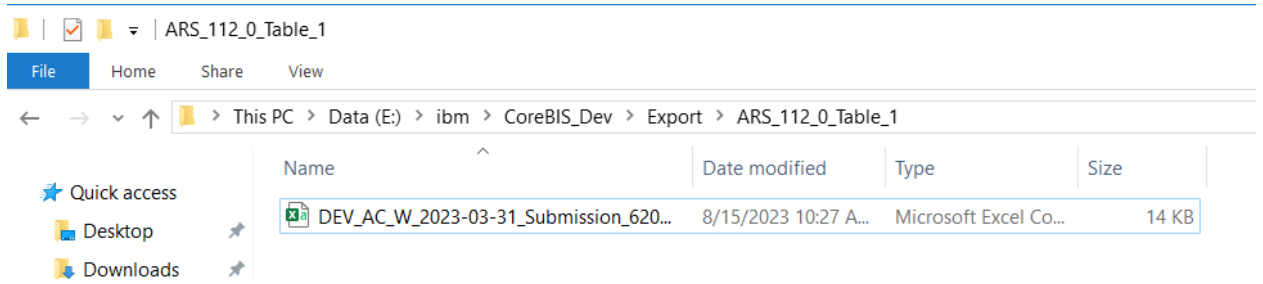 ARS_112_0_Table_1
File Home Share View
This PC > Data (E:) > ibm > CoreBIS_Dev > Export > ARS_112_0_Table_1
Name Date modified Type Size
Quick access
DEV_AC_W_2023-03-31_Submission_620... 8/15/2023 10:27 A... Microsoft Excel Co... 14 KB
Desktop
Downloads